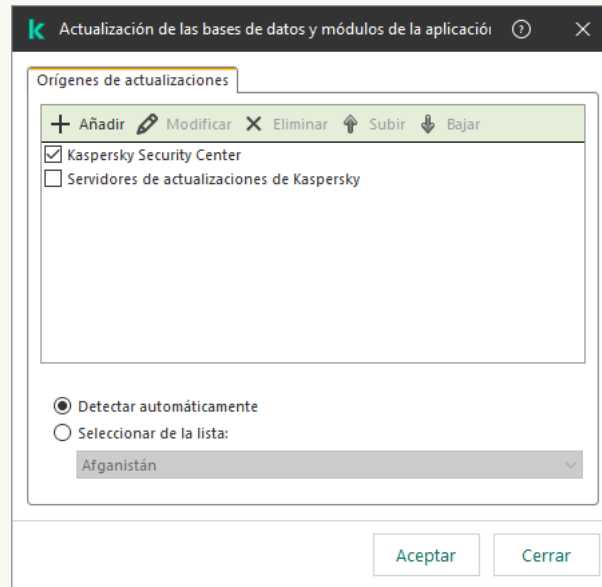 Actualización de las bases de datos y módulos de la aplicació
Orígenes de actualizaciones
Añadir Modificar Eliminar Subir Bajar
Kaspersky Security Center
Servidores de actualizaciones de Kaspersky
Detectar automáticamente
Seleccionar de la lista:
Afganistán
Aceptar Cerrar